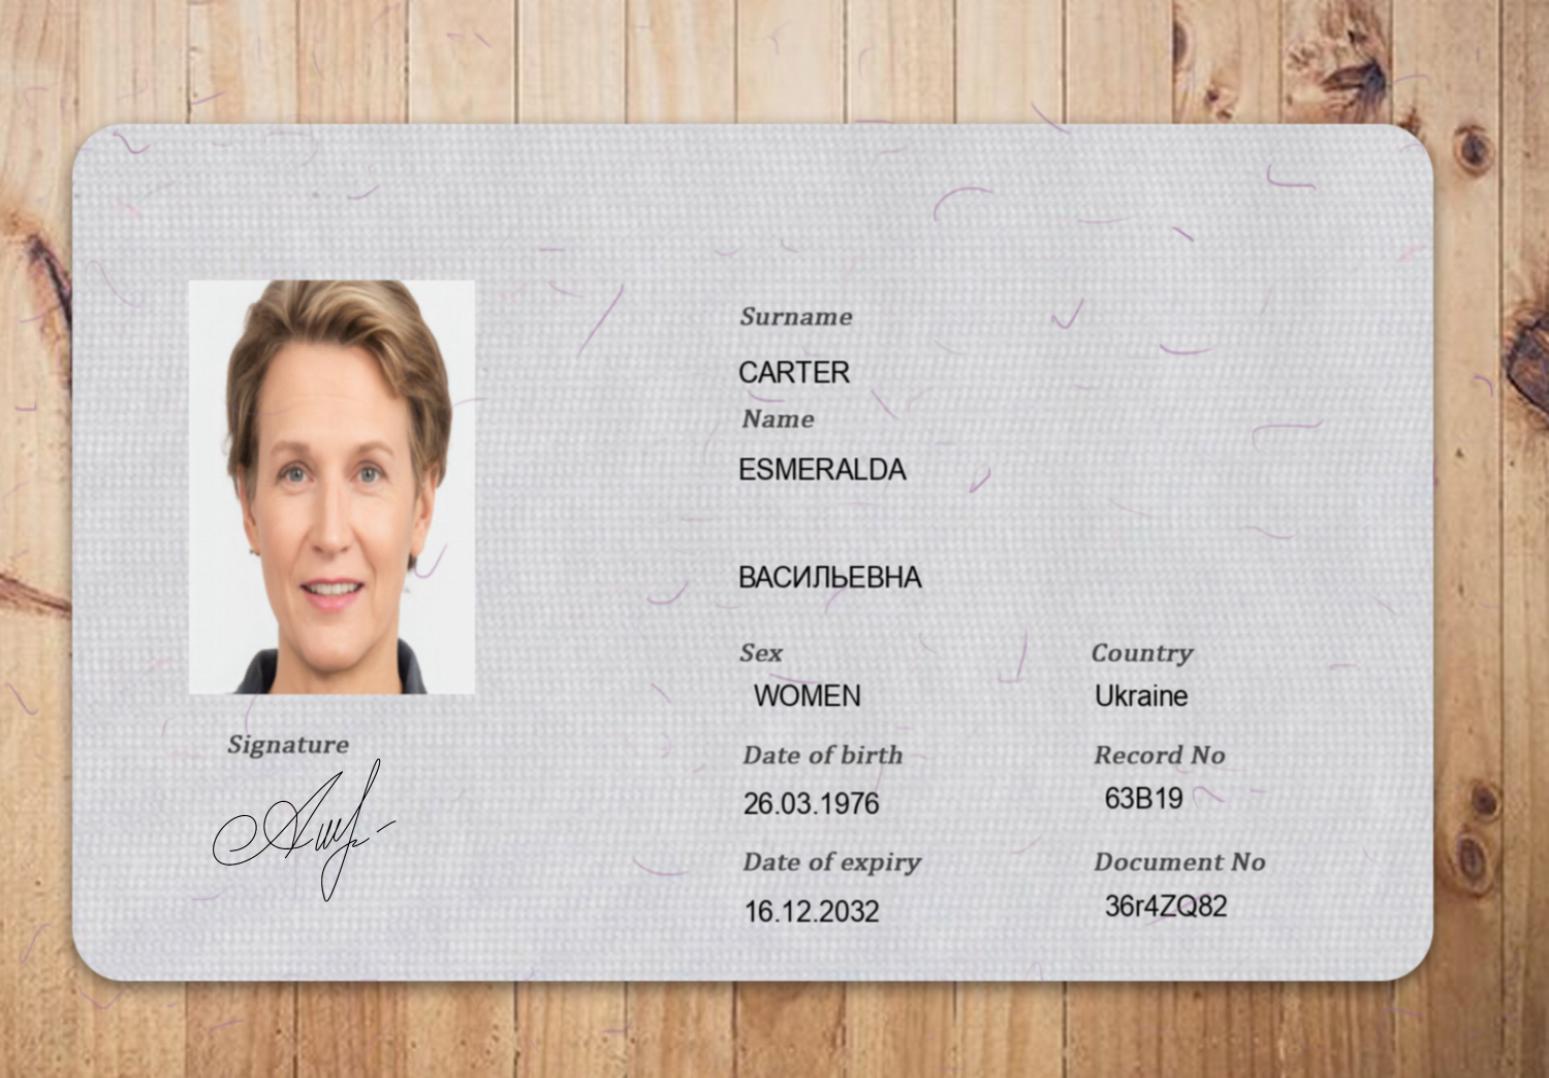 Surname
CARTER
Name
ESMERALDA
ВАСИЛЬЕВНА
Sex
Country
WOMEN
Ukraine
Date of birth
Record No
26.03.1976
63B19
Date of expiry
Document No
16.12.2032
36r4ZQ82
Signature